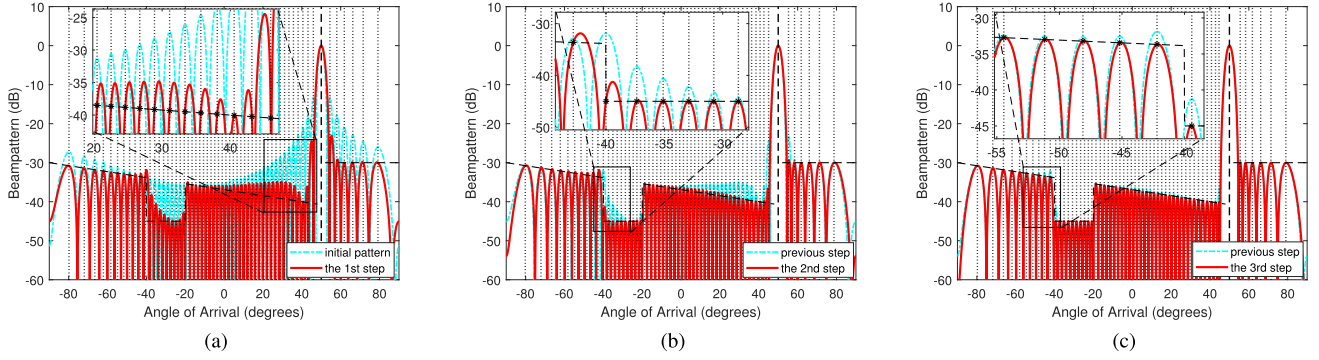 10
0
-10
-20
-30
-40
-50
-60
Beampattern (dB)
-80 -60 -40 -20 0 20 40 60 80
Angle of Arrival (degrees)
-25
-30
-35
-40
20 30 40
initial pattern
the 1st step
(a)
10
0
-10
-20
-30
-40
-50
-60
Beampattern (dB)
-80 -60 -40 -20 0 20 40 60 80
Angle of Arrival (degrees)
-30
-40
-50
-40 -35 -30
previous step
the 2nd step
(b)
10
0
-10
-20
-30
-40
-50
-60
Beampattern (dB)
-80 -60 -40 -20 0 20 40 60 80
Angle of Arrival (degrees)
-30
-35
-40
-45
-55 -50 -45 -40
previous step
the 3rd step
(c)